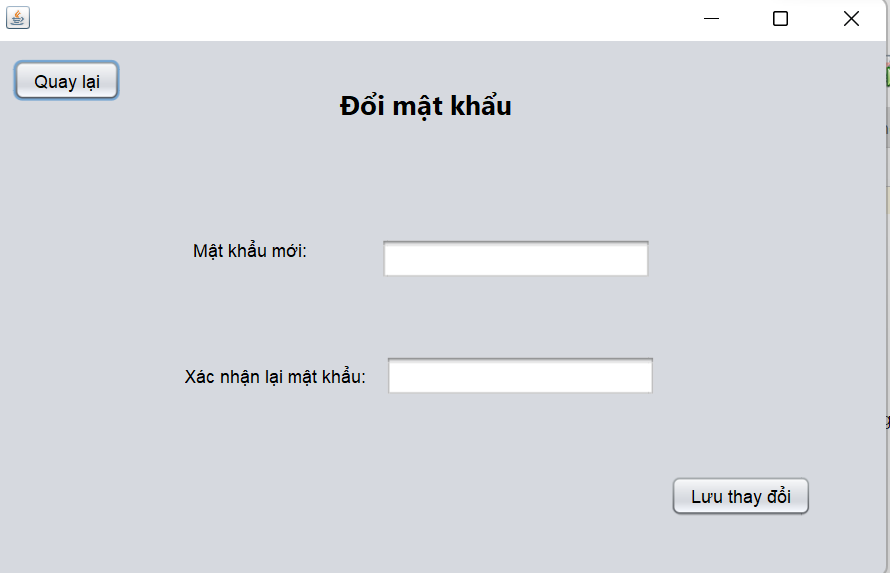 Quay lại
Đổi mật khẩu
Mật khẩu mới:
Xác nhận lại mật khẩu:
Lưu thay đổi